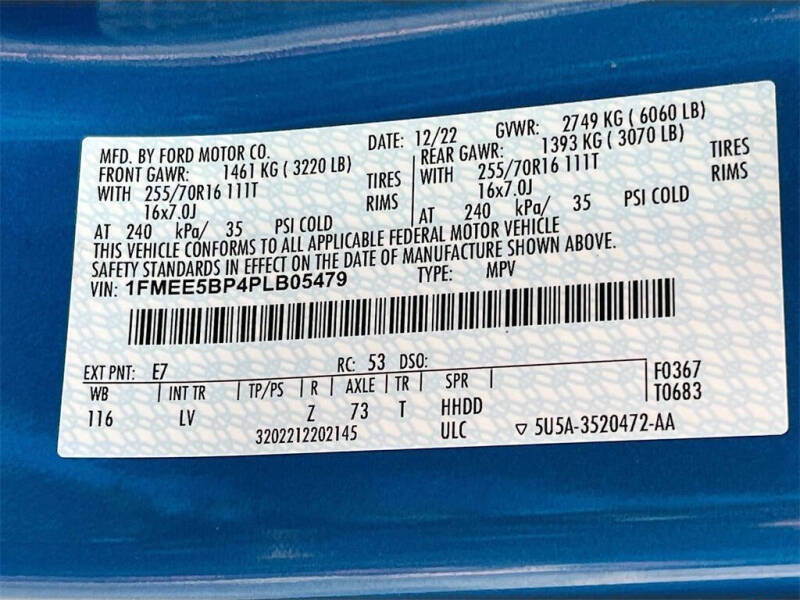 MFD. BY FORD MOTOR CO. DATE: 12/22 GVWR: 2749 KG ( 6060 LB)
FRONT GAWR: 1461 KG ( 3220 LB) REAR GAWR: 1393 KG ( 3070 LB)
WITH 255/70R16 111T TIRES WITH 255/70R16 111T TIRES
16x7.0J RIMS 16x7.0J RIMS
AT 240 kPa/ 35 PSI COLD AT 240 kPa/ 35 PSI COLD
THIS VEHICLE CONFORMS TO ALL APPLICABLE FEDERAL MOTOR VEHICLE
SAFETY STANDARDS IN EFFECT ON THE DATE OF MANUFACTURE SHOWN ABOVE.
VIN: 1FMEE5BP4PLB05479 TYPE: MPV
EXT PNT: E7 RC: 53 DSO: F0367
WB INT TR TP/PS R AXLE TR SPR T0683
116 LV Z 73 T HHDD
3202212202145 ULC ▽ 5U5A-3520472-AA